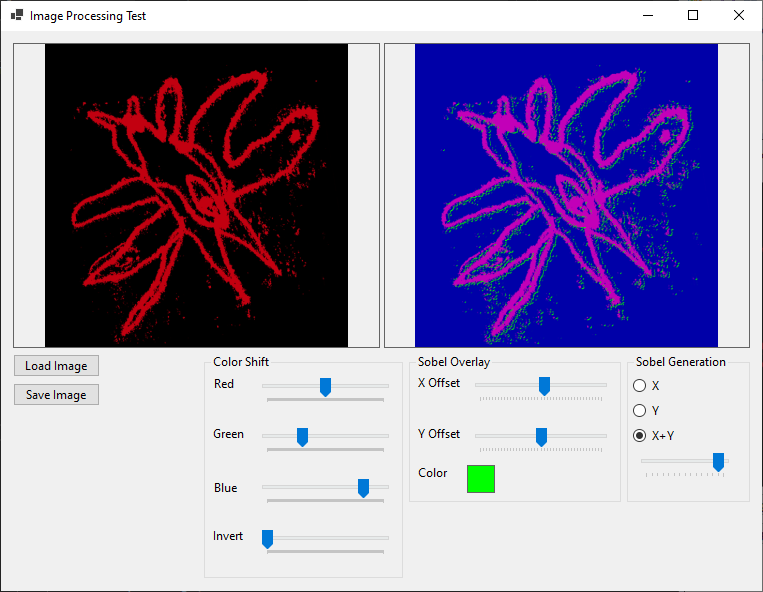 Image Processing Test
Load Image
Save Image
Color Shift
Red
Green
Blue
Invert
Sobel Overlay
X Offset
Y Offset
Color
Sobel Generation
X
Y
X+Y